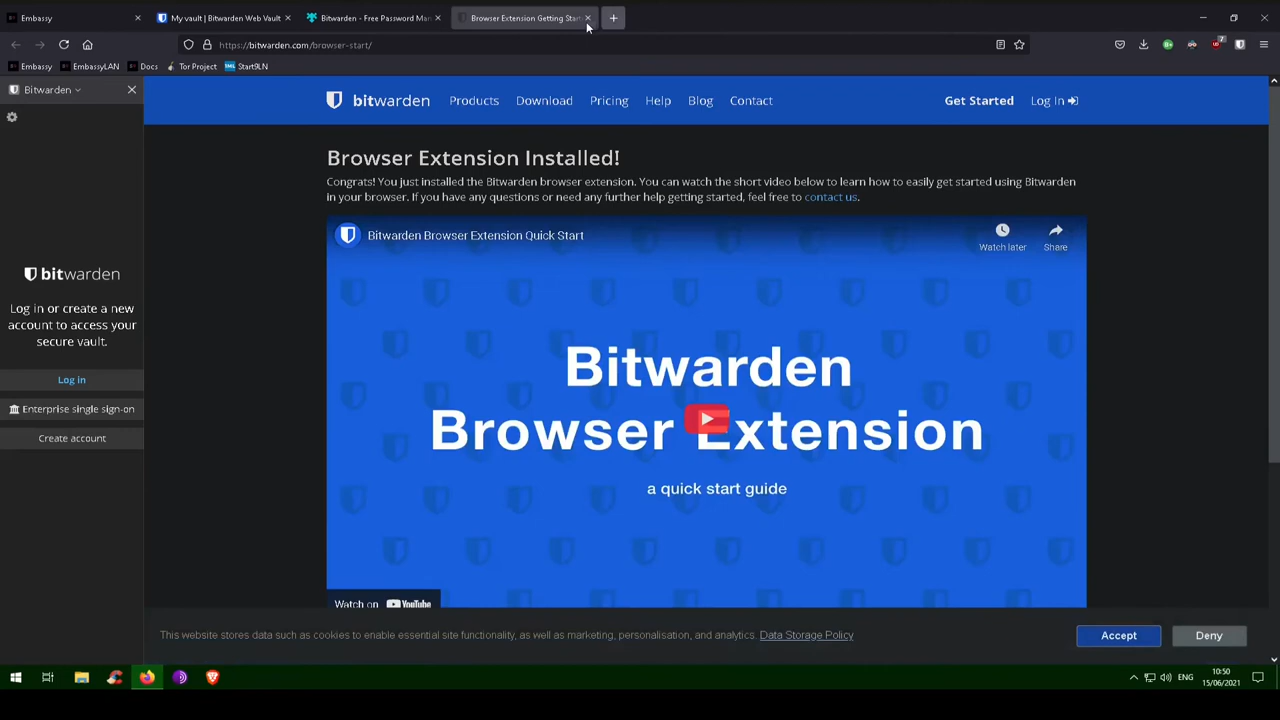 Embassy
My vault | Bitwarden Web Vault
Bitwarden - Free Password Man
Browser Extension Getting Star
https://bitwarden.com/browser-start/
7
Embassy
EmbassyLAN
Docs
Tor Project
Start9LN
Bitwarden
bitwarden
Products
Download
Pricing
Help
Blog
Contact
Get Started
Log In
Browser Extension Installed!
Congrats! You just installed the Bitwarden browser extension. You can watch the short video below to learn how to easily get started using Bitwarden
in your browser. If you have any questions or need any further help getting started, feel free to contact us.
Bitwarden Browser Extension Quick Start
Watch later
Share
bitwarden
Log in or create a new
account to access your
secure vault.
Log in
Enterprise single sign-on
Create account
Bitwarden
Browser Extension
a quick start guide
Watch on YouTube
This website stores data such as cookies to enable essential site functionality, as well as marketing, personalisation, and analytics. Data Storage Policy
Accept
Deny
ENG
10:50
15/06/2021